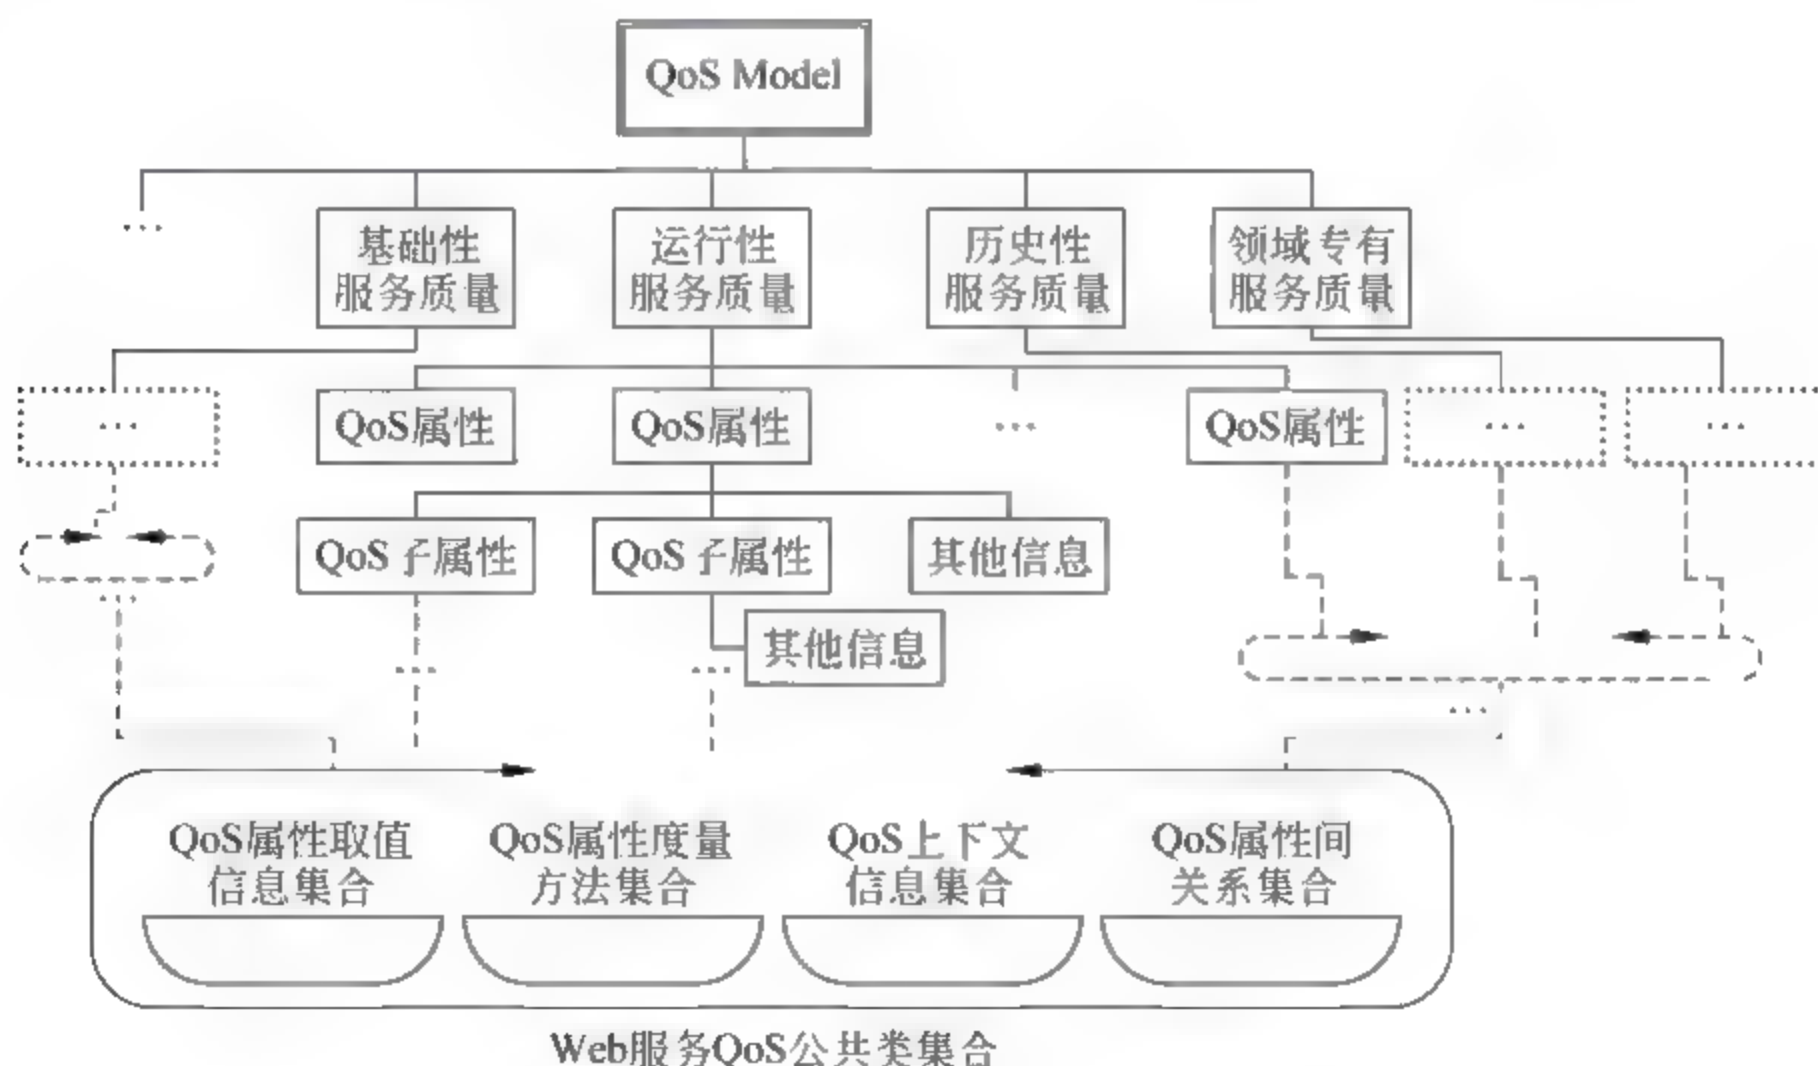 QoS Model
...
基础性
服务质量
运行性
服务质量
历史性
服务质量
领域专有
服务质量
...
QoS属性
QoS属性
...
QoS属性
...
...
QoS子属性
QoS子属性
其他信息
...
其他信息
...
...
...
QoS属性取值
信息集合
QoS属性度量
方法集合
QoS上下文
信息集合
QoS属性间
关系集合
Web服务QoS公共类集合